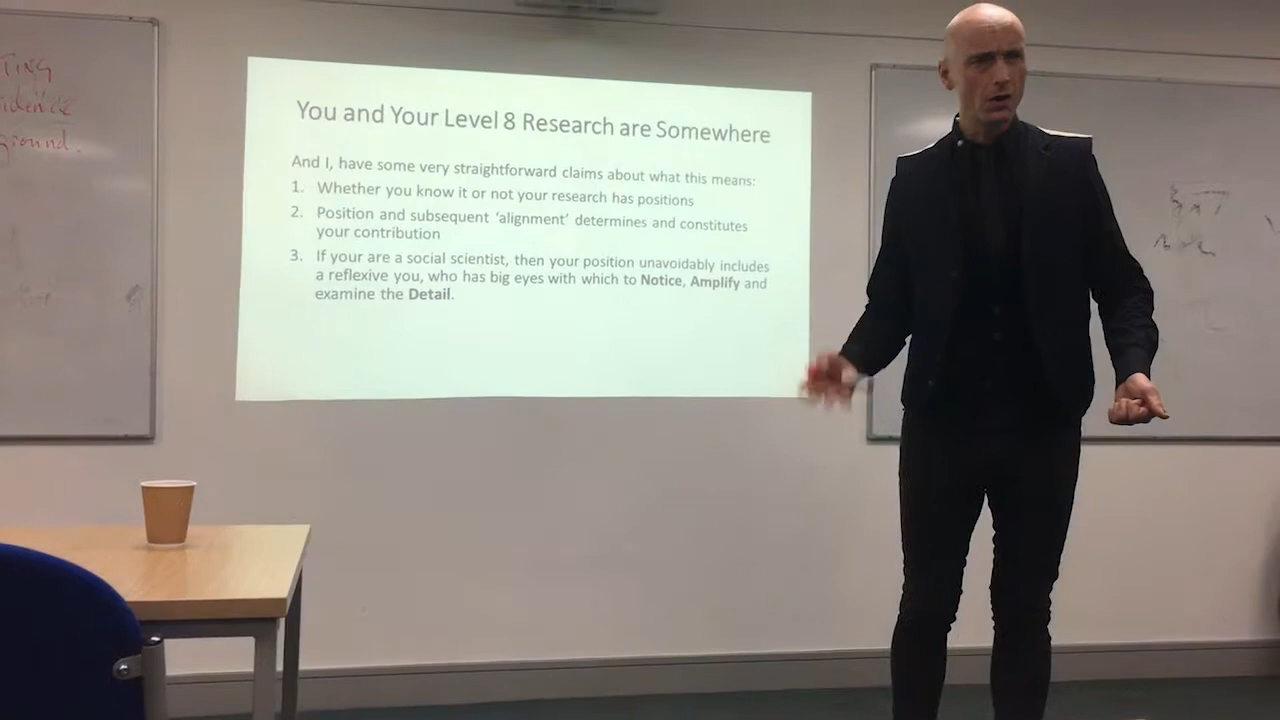 TING
idence
ground.
You and Your Level 8 Research are Somewhere
And I, have some very straightforward claims about what this means:
1. Whether you know it or not your research has positions
2. Position and subsequent ‘alignment’ determines and constitutes
your contribution
3. If your are a social scientist, then your position unavoidably includes
a reflexive you, who has big eyes with which to Notice, Amplify and
examine the Detail.